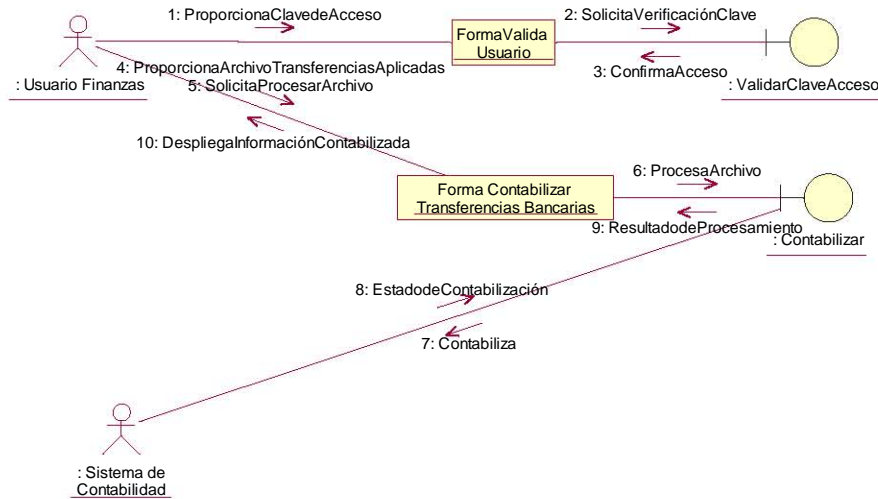 1: ProporcionaClavedeAcceso
2: SolicitaVerificaciónClave
FormaValida
Usuario
3: ConfirmaAcceso
: Usuario Finanzas
: ValidarClaveAcceso
4: ProporcionaArchivoTransferenciasAplicadas
5: SolicitaProcesarArchivo
10: DespliegaInformaciónContabilizada
6: ProcesaArchivo
Forma Contabilizar
Transferencias Bancarias
9: ResultadodeProcesamiento
: Contabilizar
8: EstadodeContabilización
7: Contabiliza
: Sistema de
Contabilidad